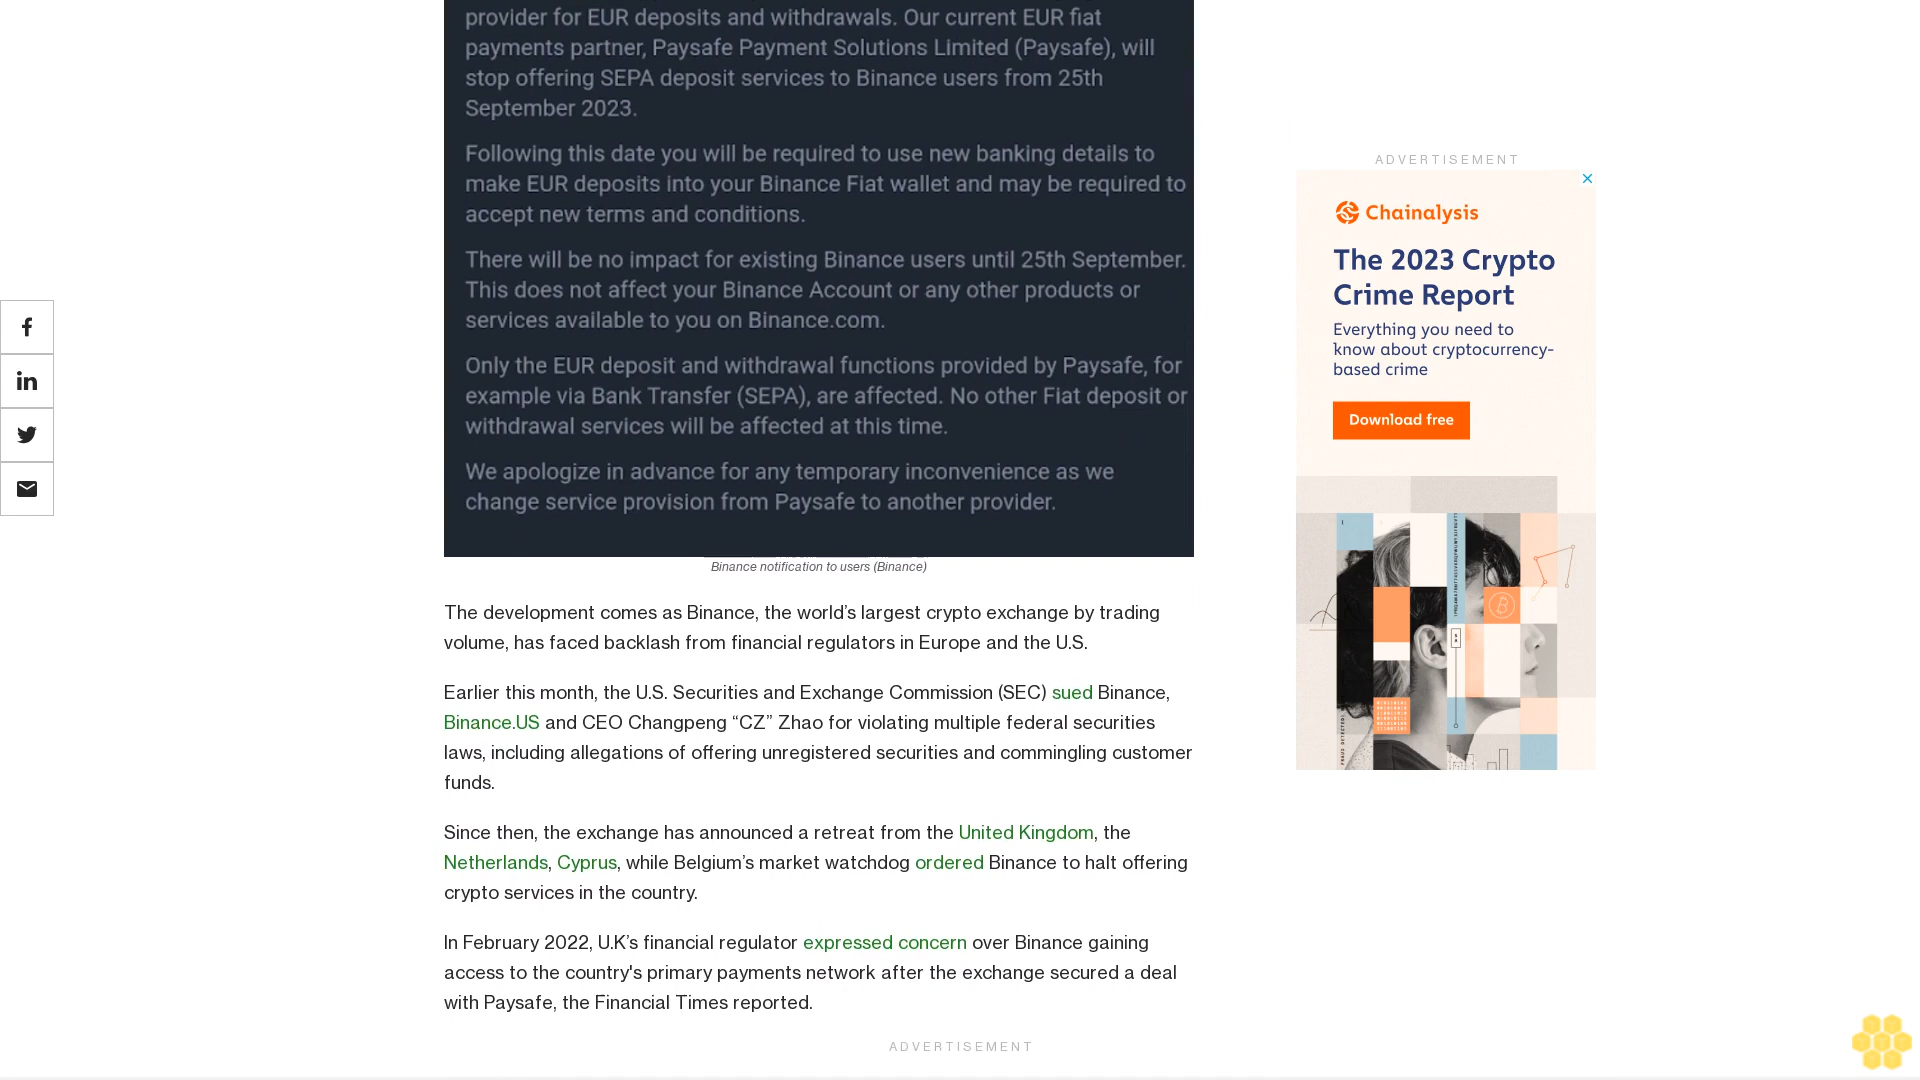 provider for EUR deposits and withdrawals. Our current EUR fiat
payments partner, Paysafe Payment Solutions Limited (Paysafe), will
stop offering SEPA deposit services to Binance users from 25th
September 2023.
Following this date you will be required to use new banking details to
make EUR deposits into your Binance Fiat wallet and may be required to
accept new terms and conditions.
There will be no impact for existing Binance users until 25th September.
This does not affect your Binance Account or any other products or
services available to you on Binance.com.
Only the EUR deposit and withdrawal functions provided by Paysafe, for
example via Bank Transfer (SEPA), are affected. No other Fiat deposit or
withdrawal services will be affected at this time.
We apologize in advance for any temporary inconvenience as we
change service provision from Paysafe to another provider.
Binance notification to users (Binance)
The development comes as Binance, the world’s largest crypto exchange by trading
volume, has faced backlash from financial regulators in Europe and the U.S.
Earlier this month, the U.S. Securities and Exchange Commission (SEC) sued Binance,
Binance.US and CEO Changpeng “CZ” Zhao for violating multiple federal securities
laws, including allegations of offering unregistered securities and commingling customer
funds.
Since then, the exchange has announced a retreat from the United Kingdom, the
Netherlands, Cyprus, while Belgium’s market watchdog ordered Binance to halt offering
crypto services in the country.
In February 2022, U.K’s financial regulator expressed concern over Binance gaining
access to the country's primary payments network after the exchange secured a deal
with Paysafe, the Financial Times reported.
ADVERTISEMENT
ADVERTISEMENT
Chainalysis
The 2023 Crypto
Crime Report
Everything you need to
know about cryptocurrency-
based crime
Download free